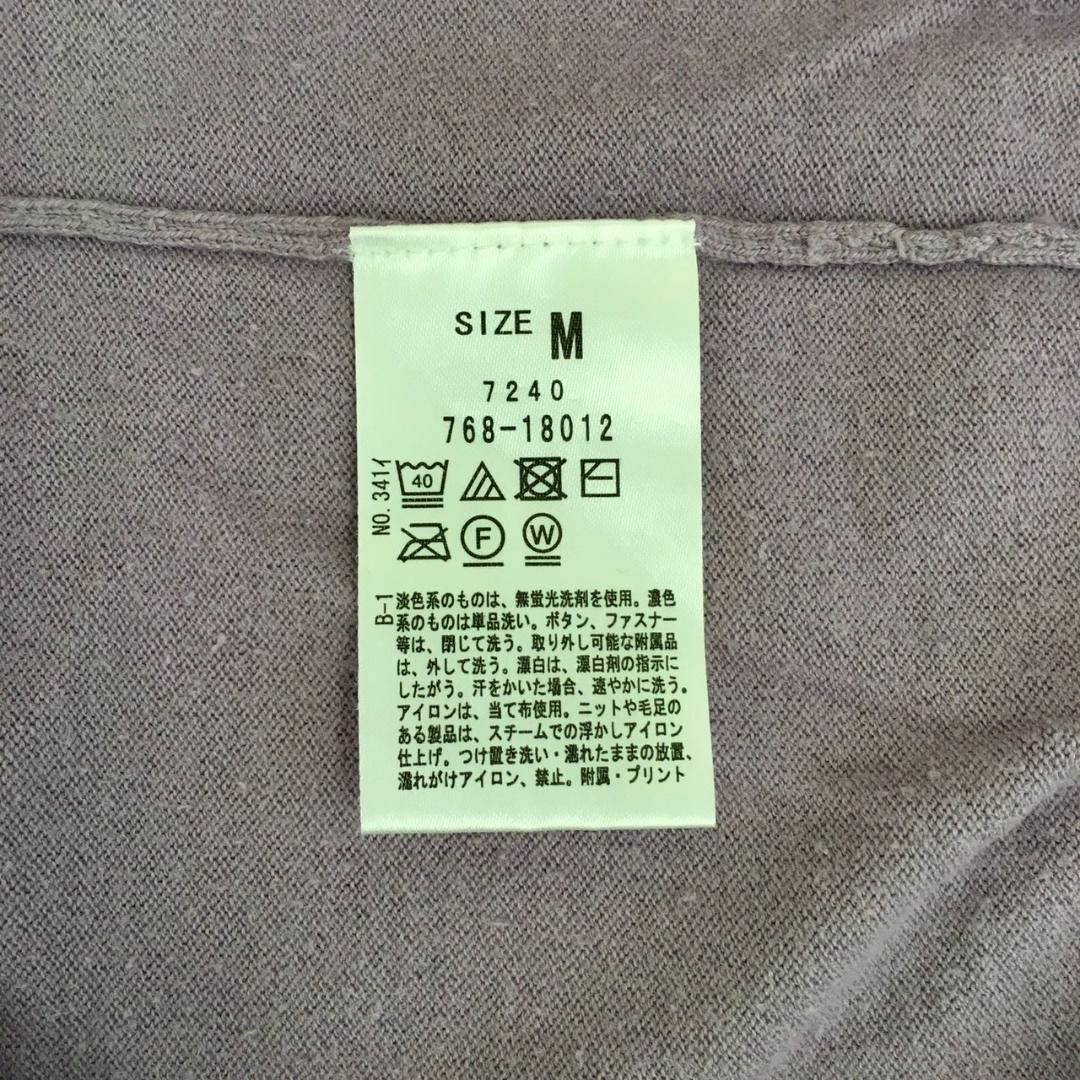 SIZE M
7240
768-18012
NO. 341イ
40
F W
B-1
淡色系のものは、無蛍光洗剤を使用。濃色
系のものは単品洗い。ボタン、ファスナー
等は、閉じて洗う。取り外し可能な附属品
は、外して洗う。漂白は、漂白剤の指示に
したがう。汗をかいた場合、速やかに洗う。
アイロンは、当て布使用。ニットや毛足の
ある製品は、スチームでの浮かしアイロン
仕上げ。つけ置き洗い・濡れたままの放置、
濡れがけアイロン、禁止。附属・プリント